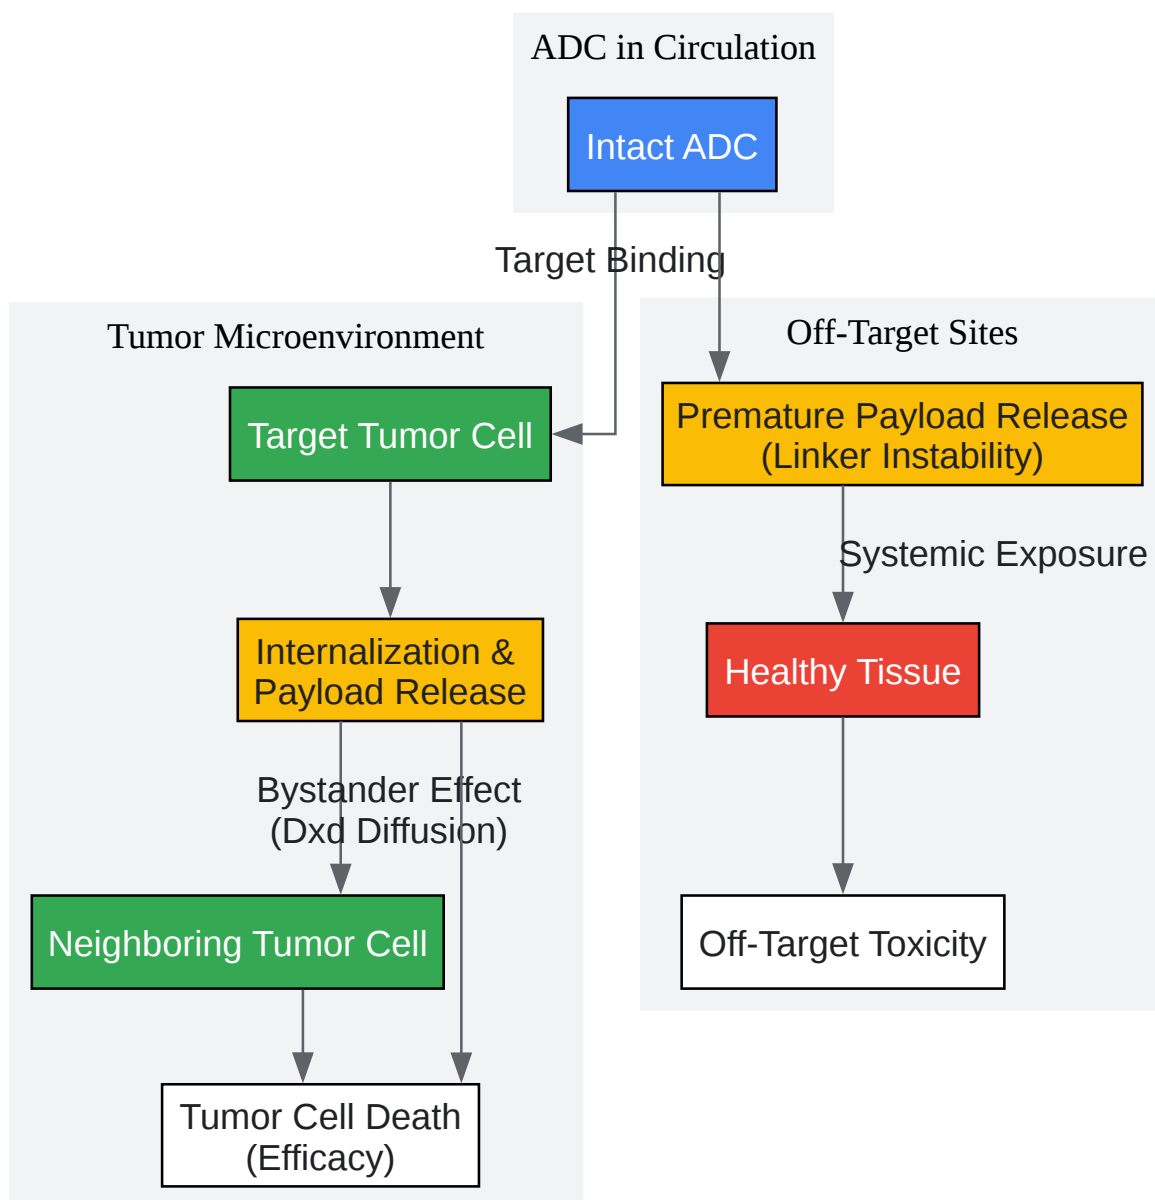 ADC in Circulation
Intact ADC
Target Binding
Tumor Microenvironment
Target Tumor Cell
Internalization &
Payload Release
Bystander Effect
(Dxd Diffusion)
Neighboring Tumor Cell
Tumor Cell Death
(Efficacy)
Off-Target Sites
Premature Payload Release
(Linker Instability)
Systemic Exposure
Healthy Tissue
Off-Target Toxicity